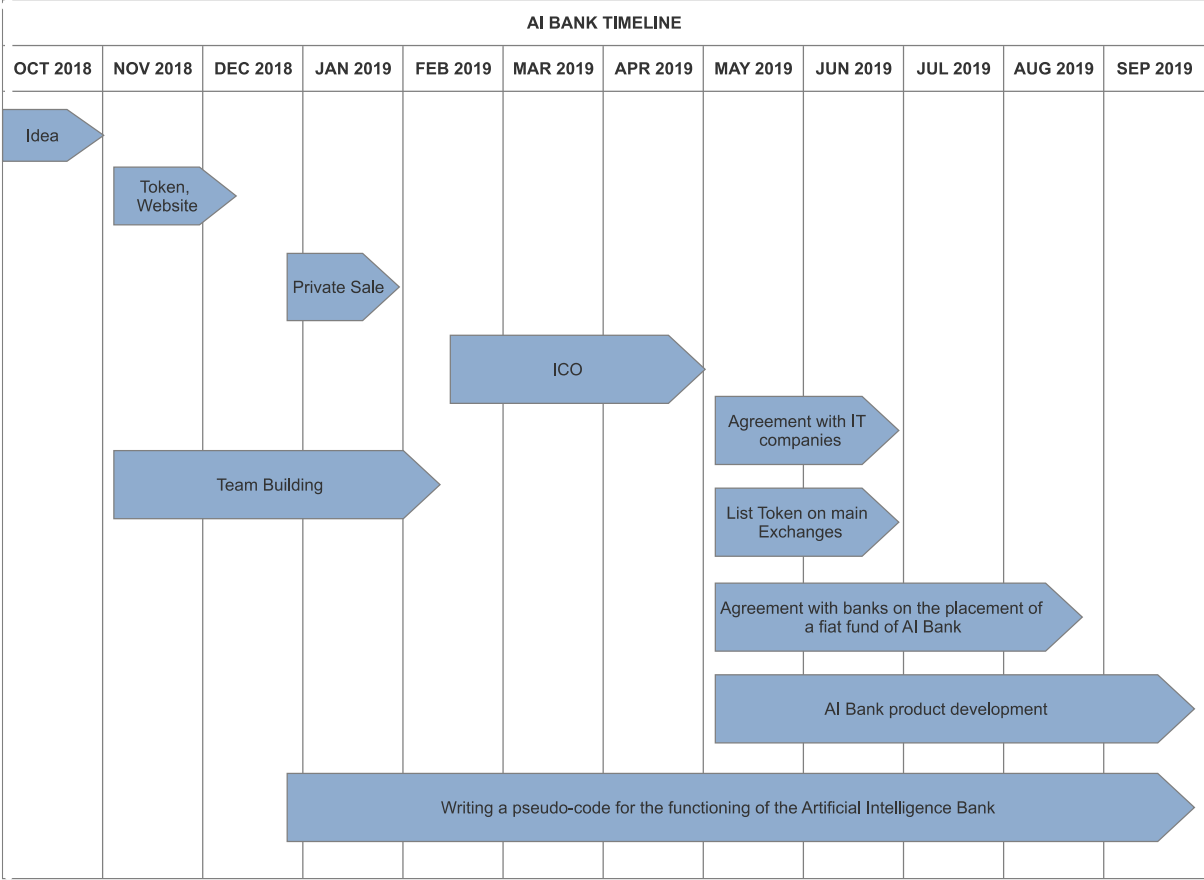 AI BANK TIMELINE
OCT 2018 NOV 2018 DEC 2018 JAN 2019 FEB 2019 MAR 2019 APR 2019 MAY 2019 JUN 2019 JUL 2019 AUG 2019 SEP 2019
Idea
Token,
Website
Private Sale
ICO
Agreement with IT
companies
Team Building
List Token on main
Exchanges
Agreement with banks on the placement of
a fiat fund of AI Bank
AI Bank product development
Writing a pseudo-code for the functioning of the Artificial Intelligence Bank